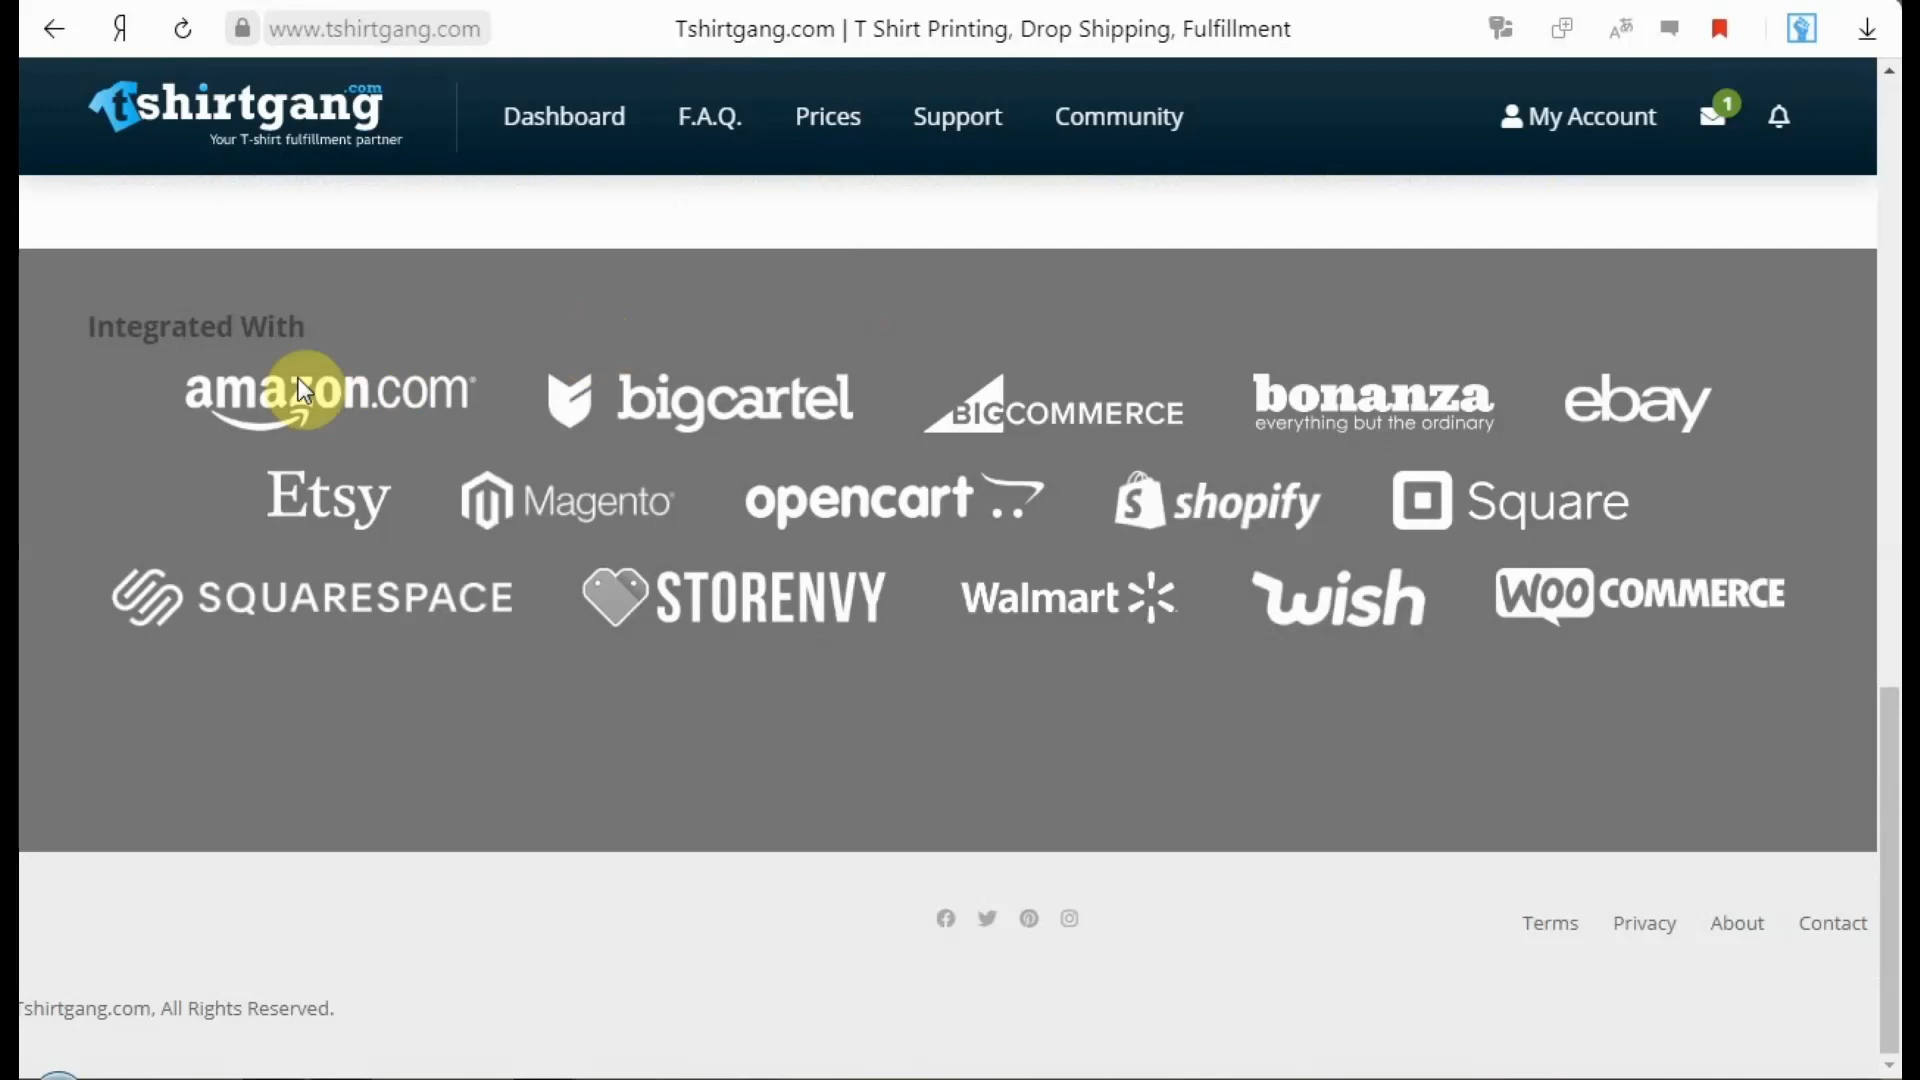 Я
www.tshirtgang.com
Tshirtgang.com | T Shirt Printing, Drop Shipping, Fulfillment
tshirtgang.com
Your T-shirt fulfillment partner
Dashboard
F.A.Q.
Prices
Support
Community
My Account
1
Integrated With
amazon.com
bigcartel
BIGCOMMERCE
bonanza
everything but the ordinary
ebay
Etsy
Magento
opencart
shopify
Square
SQUARESPACE
STORENVY
Walmart
wish
WOO COMMERCE
Terms
Privacy
About
Contact
Tshirtgang.com, All Rights Reserved.